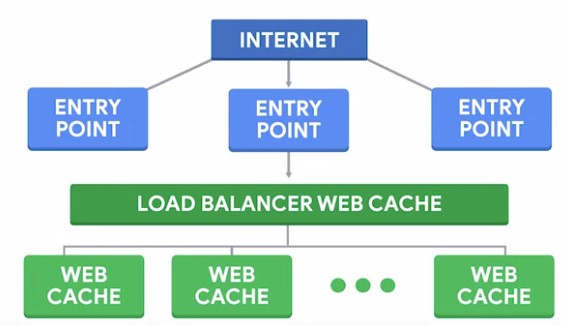 INTERNET
ENTRY
POINT
ENTRY
POINT
ENTRY
POINT
LOAD BALANCER WEB CACHE
WEB
CACHE
WEB
CACHE
WEB
CACHE